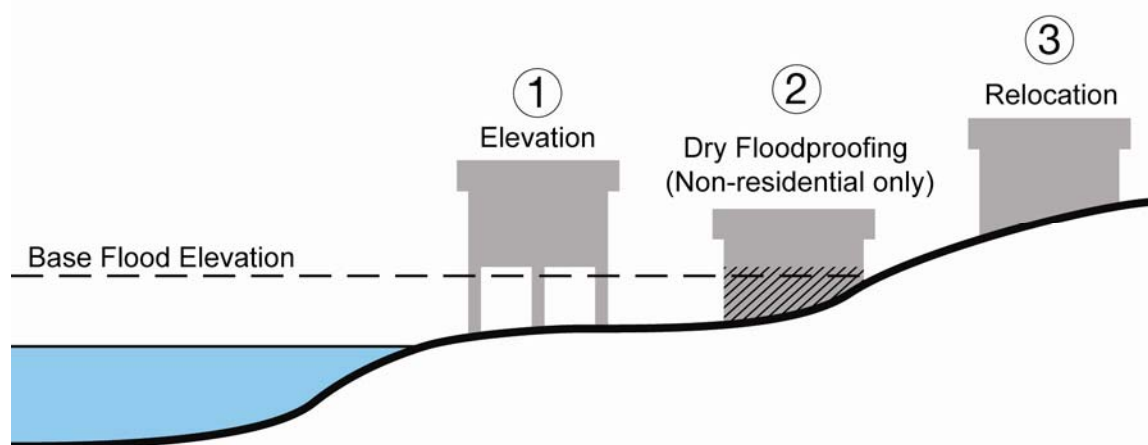 1
Elevation
2
Dry Floodproofing
(Non-residential only)
3
Relocation
Base Flood Elevation